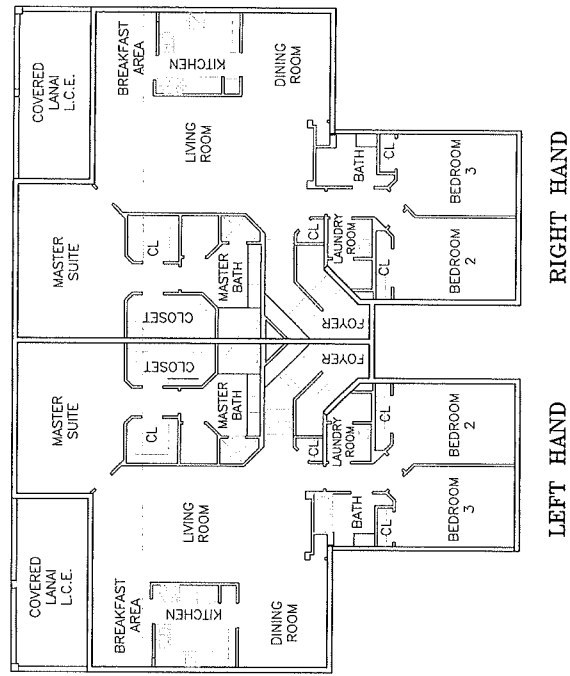 COVERED
LANAI
L.C.E.
MASTER
SUITE
MASTER
SUITE
COVERED
LANAI
L.C.E.
BREAKFAST
AREA
KITCHEN
DINING
ROOM
LIVING
ROOM
CL
CLOSET
MASTER
BATH
CLOSET
CL
MASTER
BATH
LIVING
ROOM
BREAKFAST
AREA
KITCHEN
DINING
ROOM
FOYER
FOYER
CL
LAUNDRY
ROOM
CL
BATH
CL
CL
LAUNDRY
ROOM
CL
BATH
CL
BEDROOM
3
BEDROOM
2
BEDROOM
2
BEDROOM
3
LEFT HAND
RIGHT HAND